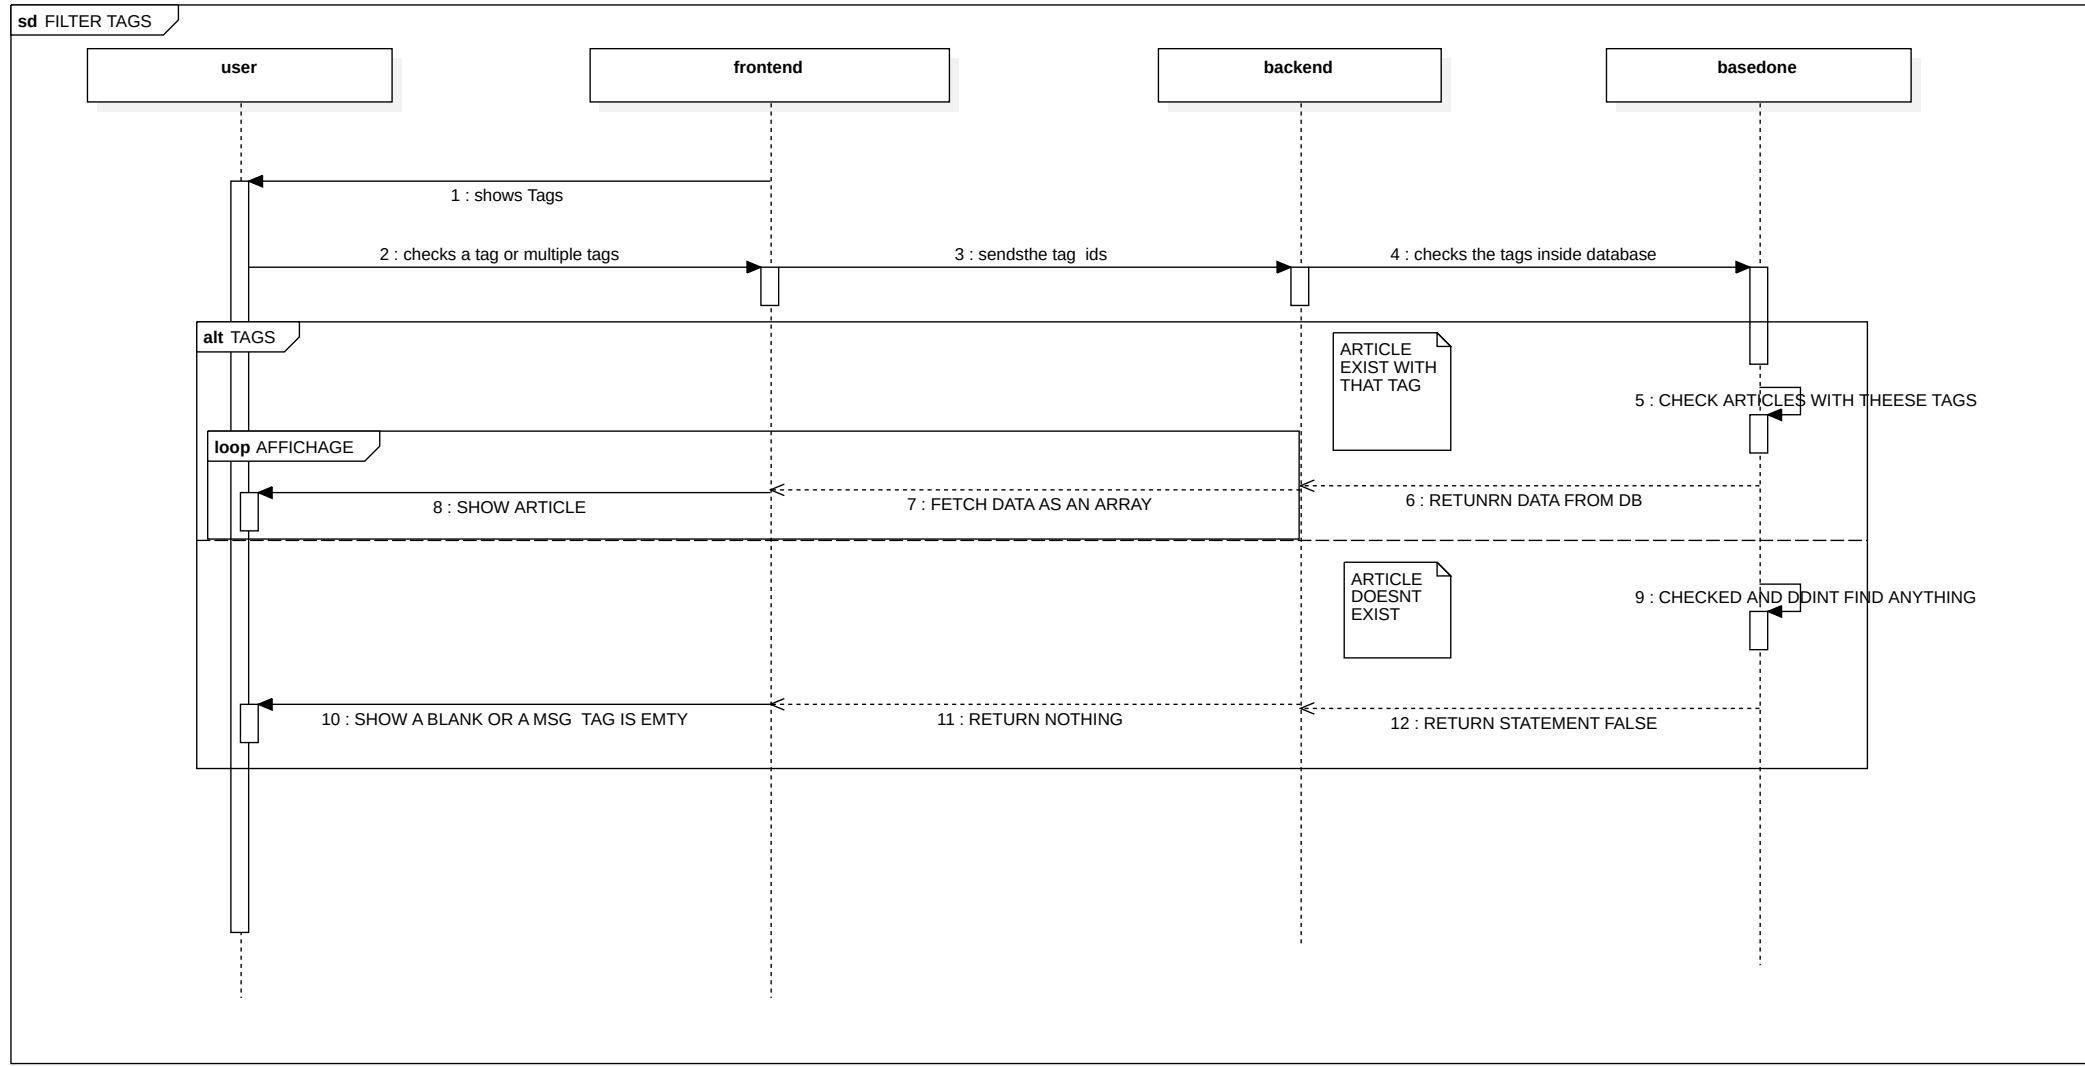 sd FILTER TAGS
user
frontend
backend
basedone
1 : shows Tags
2 : checks a tag or multiple tags
3 : sendsthe tag  ids
4 : checks the tags inside database
alt TAGS
ARTICLE
EXIST WITH
THAT TAG
5 : CHECK ARTICLES WITH THEESE TAGS
loop AFFICHAGE
8 : SHOW ARTICLE
7 : FETCH DATA AS AN ARRAY
6 : RETUNRN DATA FROM DB
ARTICLE
DOESNT
EXIST
9 : CHECKED AND DDINT FIND ANYTHING
10 : SHOW A BLANK OR A MSG  TAG IS EMTY
11 : RETURN NOTHING
12 : RETURN STATEMENT FALSE